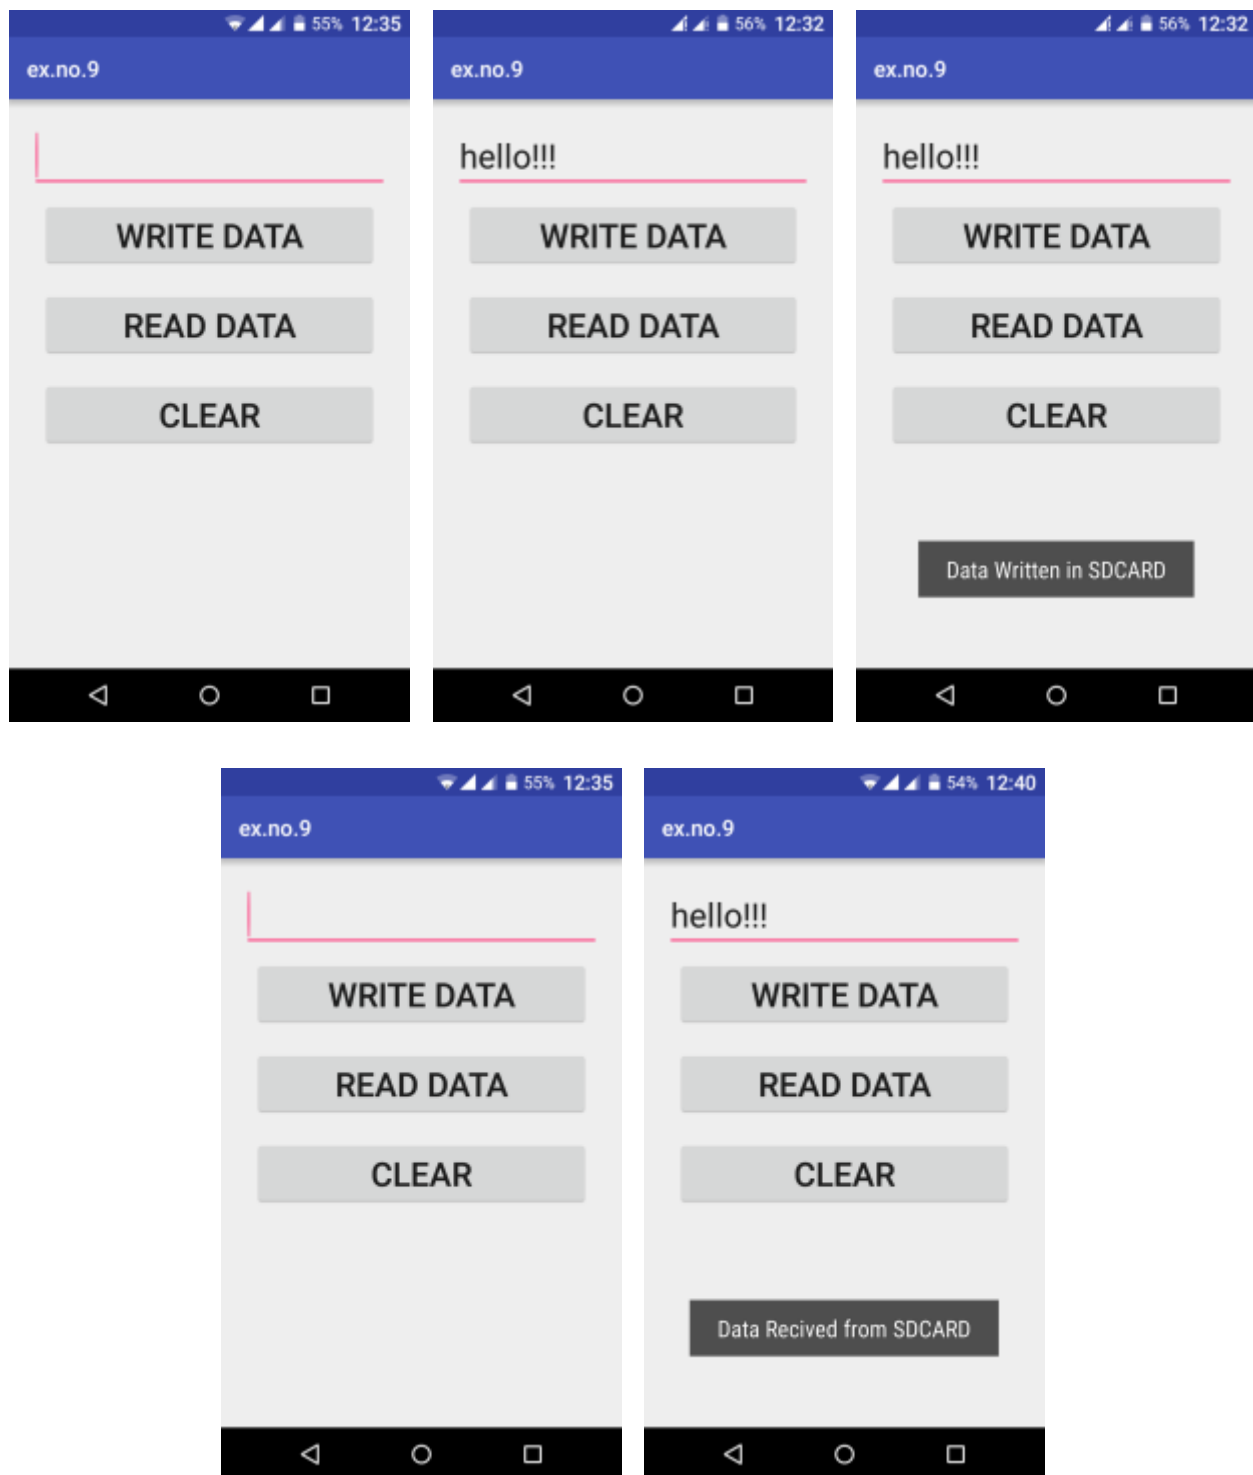 55% 12:35
ex.no.9
WRITE DATA
READ DATA
CLEAR
56% 12:32
ex.no.9
hello!!!
WRITE DATA
READ DATA
CLEAR
56% 12:32
ex.no.9
hello!!!
WRITE DATA
READ DATA
CLEAR
Data Written in SDCARD
55% 12:35
ex.no.9
WRITE DATA
READ DATA
CLEAR
54% 12:40
ex.no.9
hello!!!
WRITE DATA
READ DATA
CLEAR
Data Recived from SDCARD